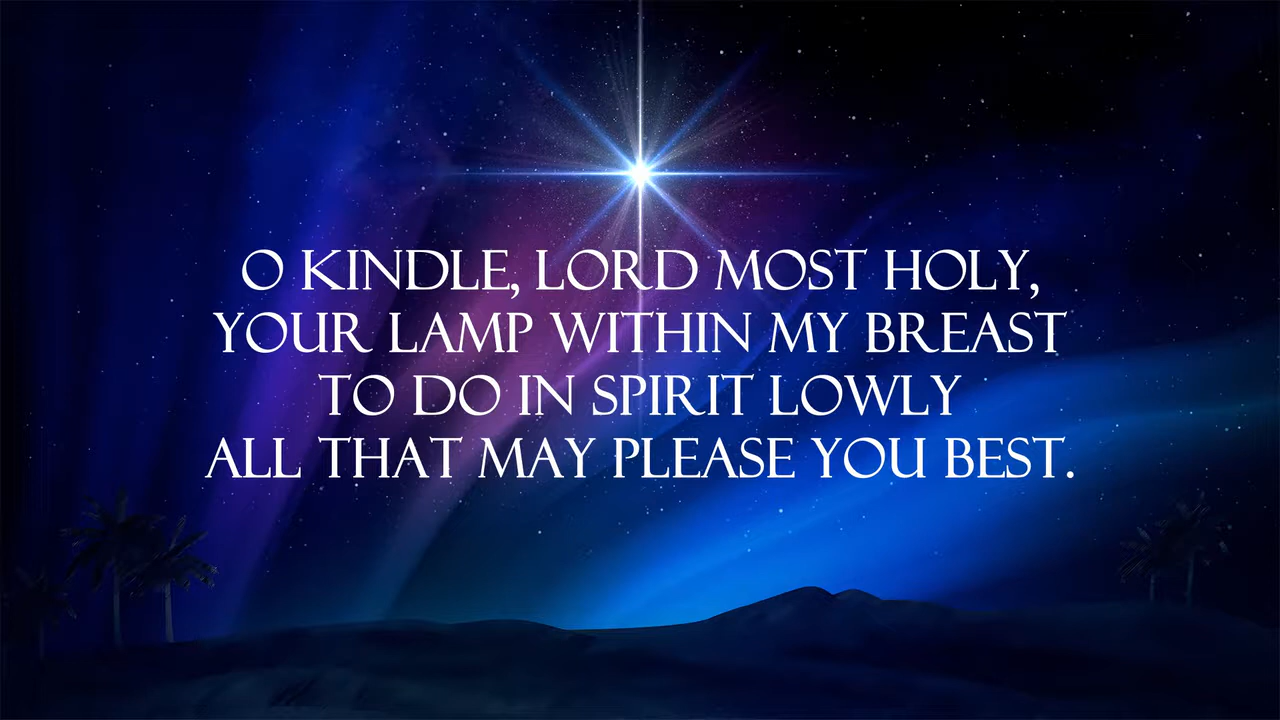 O KINDLE, LORD MOST HOLY,
YOUR LAMP WITHIN MY BREAST
TO DO IN SPIRIT LOWLY
ALL THAT MAY PLEASE YOU BEST.